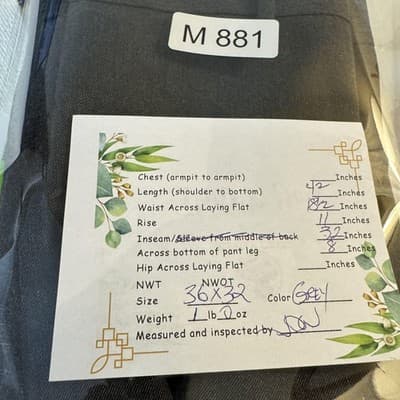 M 881
Chest (armpit to armpit) Inches
Length (shoulder to bottom) 42 Inches
Waist Across Laying Flat Inches
Rise 11 Inches
Inseam/Sleeve from middle of back 32 Inches
Across bottom of pant leg 8 Inches
Hip Across Laying Flat Inches
NWT NWOT
Size 36X32 Color GREY
Weight 1 lb 0 oz
Measured and inspected by